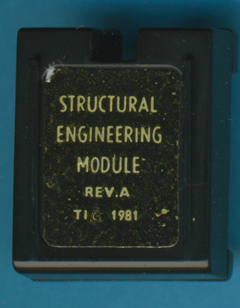 STRUCTURAL
ENGINEERING
MODULE
REV.A
TI © 1981